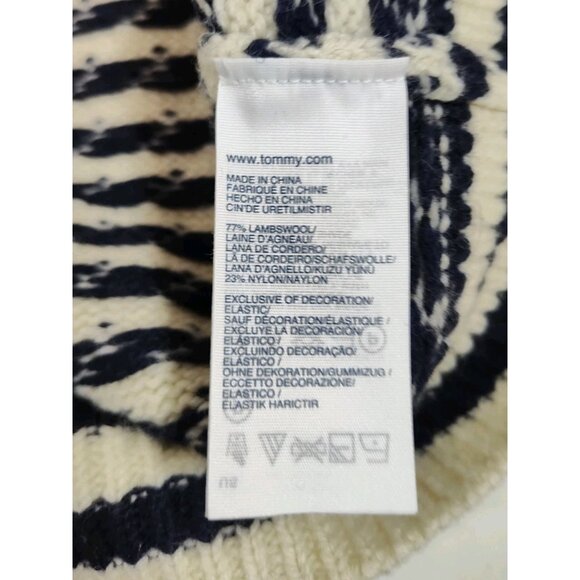 www.tommy.com
MADE IN CHINA
FABRIQUÉ EN CHINE
HECHO EN CHINA
CIN'DE URETILMISTIR
77% LAMBSWOOL/
LAINE D'AGNEAU/
LANA DE CORDERO/
LÃ DE CORDEIRO/SCHAFSWOLLE/
LANA D'AGNELLO/KUZU YÜNÜ
23% NYLON/NAYLON
EXCLUSIVE OF DECORATION/
ELASTIC/
SAUF DÉCORATION/ÉLASTIQUE /
EXCLUYE LA DECORACIÓN/
ELÁSTICO /
EXCLUINDO DECORAÇÃO/
ELÁSTICO /
OHNE DEKORATION/GUMMIZUG /
ECCETTO DECORAZIONE/
ELASTICO /
ELASTIK HARICTIR